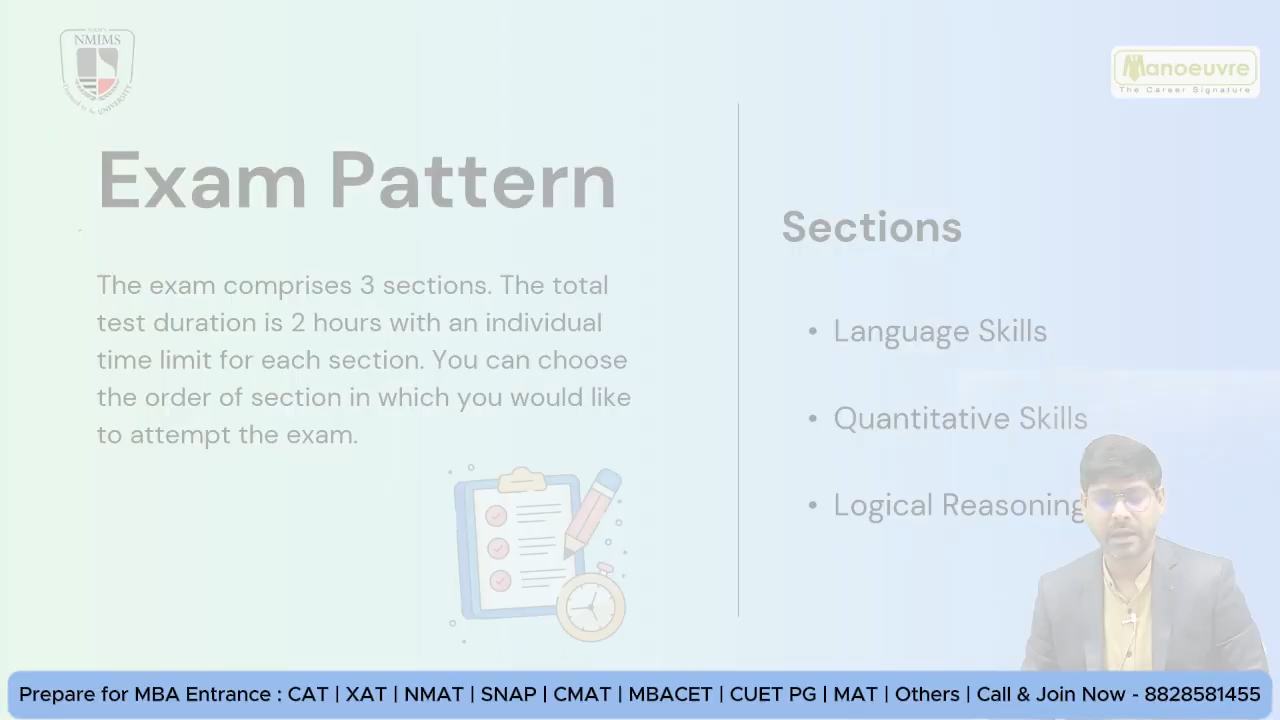 NMIMS
UNIVERSITY
Manoeuvre
The Career Signature
Exam Pattern
The exam comprises 3 sections. The total
test duration is 2 hours with an individual
time limit for each section. You can choose
the order of section in which you would like
to attempt the exam.
Sections
• Language Skills
• Quantitative Skills
• Logical Reasoning
Prepare for MBA Entrance : CAT | XAT | NMAT | SNAP | CMAT | MBACET | CUET PG | MAT | Others | Call & Join Now - 8828581455